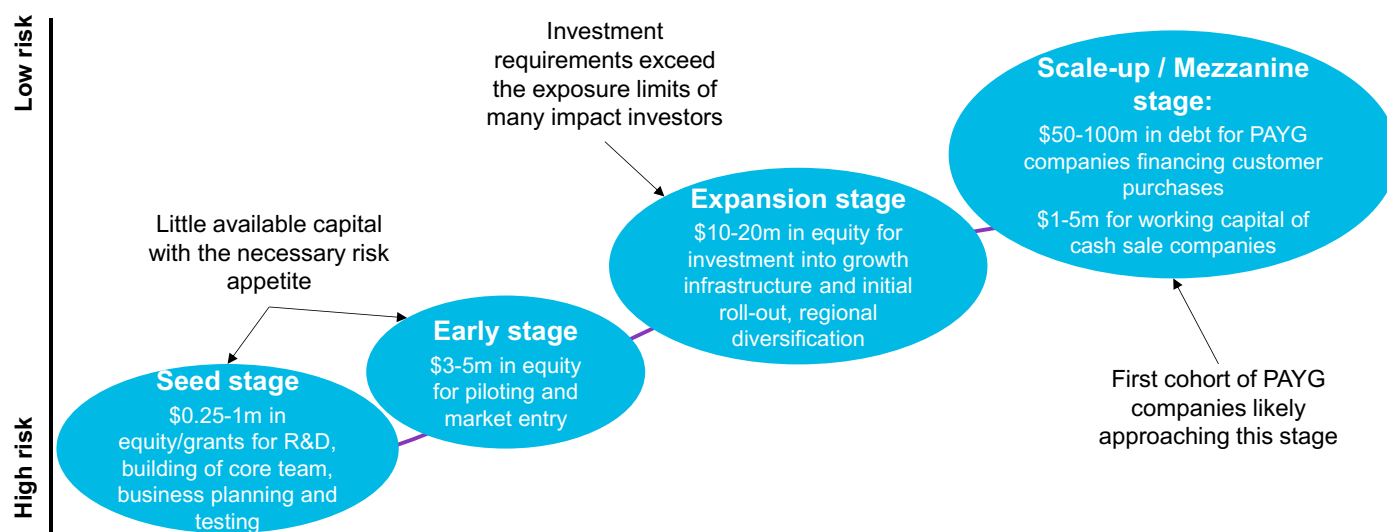 Low risk
High risk
Investment
requirements exceed
the exposure limits of
many impact investors
Scale-up / Mezzanine
stage:
$50-100m in debt for PAYG
companies financing customer
purchases
$1-5m for working capital of
cash sale companies
Expansion stage
$10-20m in equity for
investment into growth
infrastructure and initial
roll-out, regional
diversification
Little available capital
with the necessary risk
appetite
Early stage
$3-5m in equity
for piloting and
market entry
Seed stage
$0.25-1m in
equity/grants for R&D,
building of core team,
business planning and
testing
First cohort of PAYG
companies likely
approaching this stage